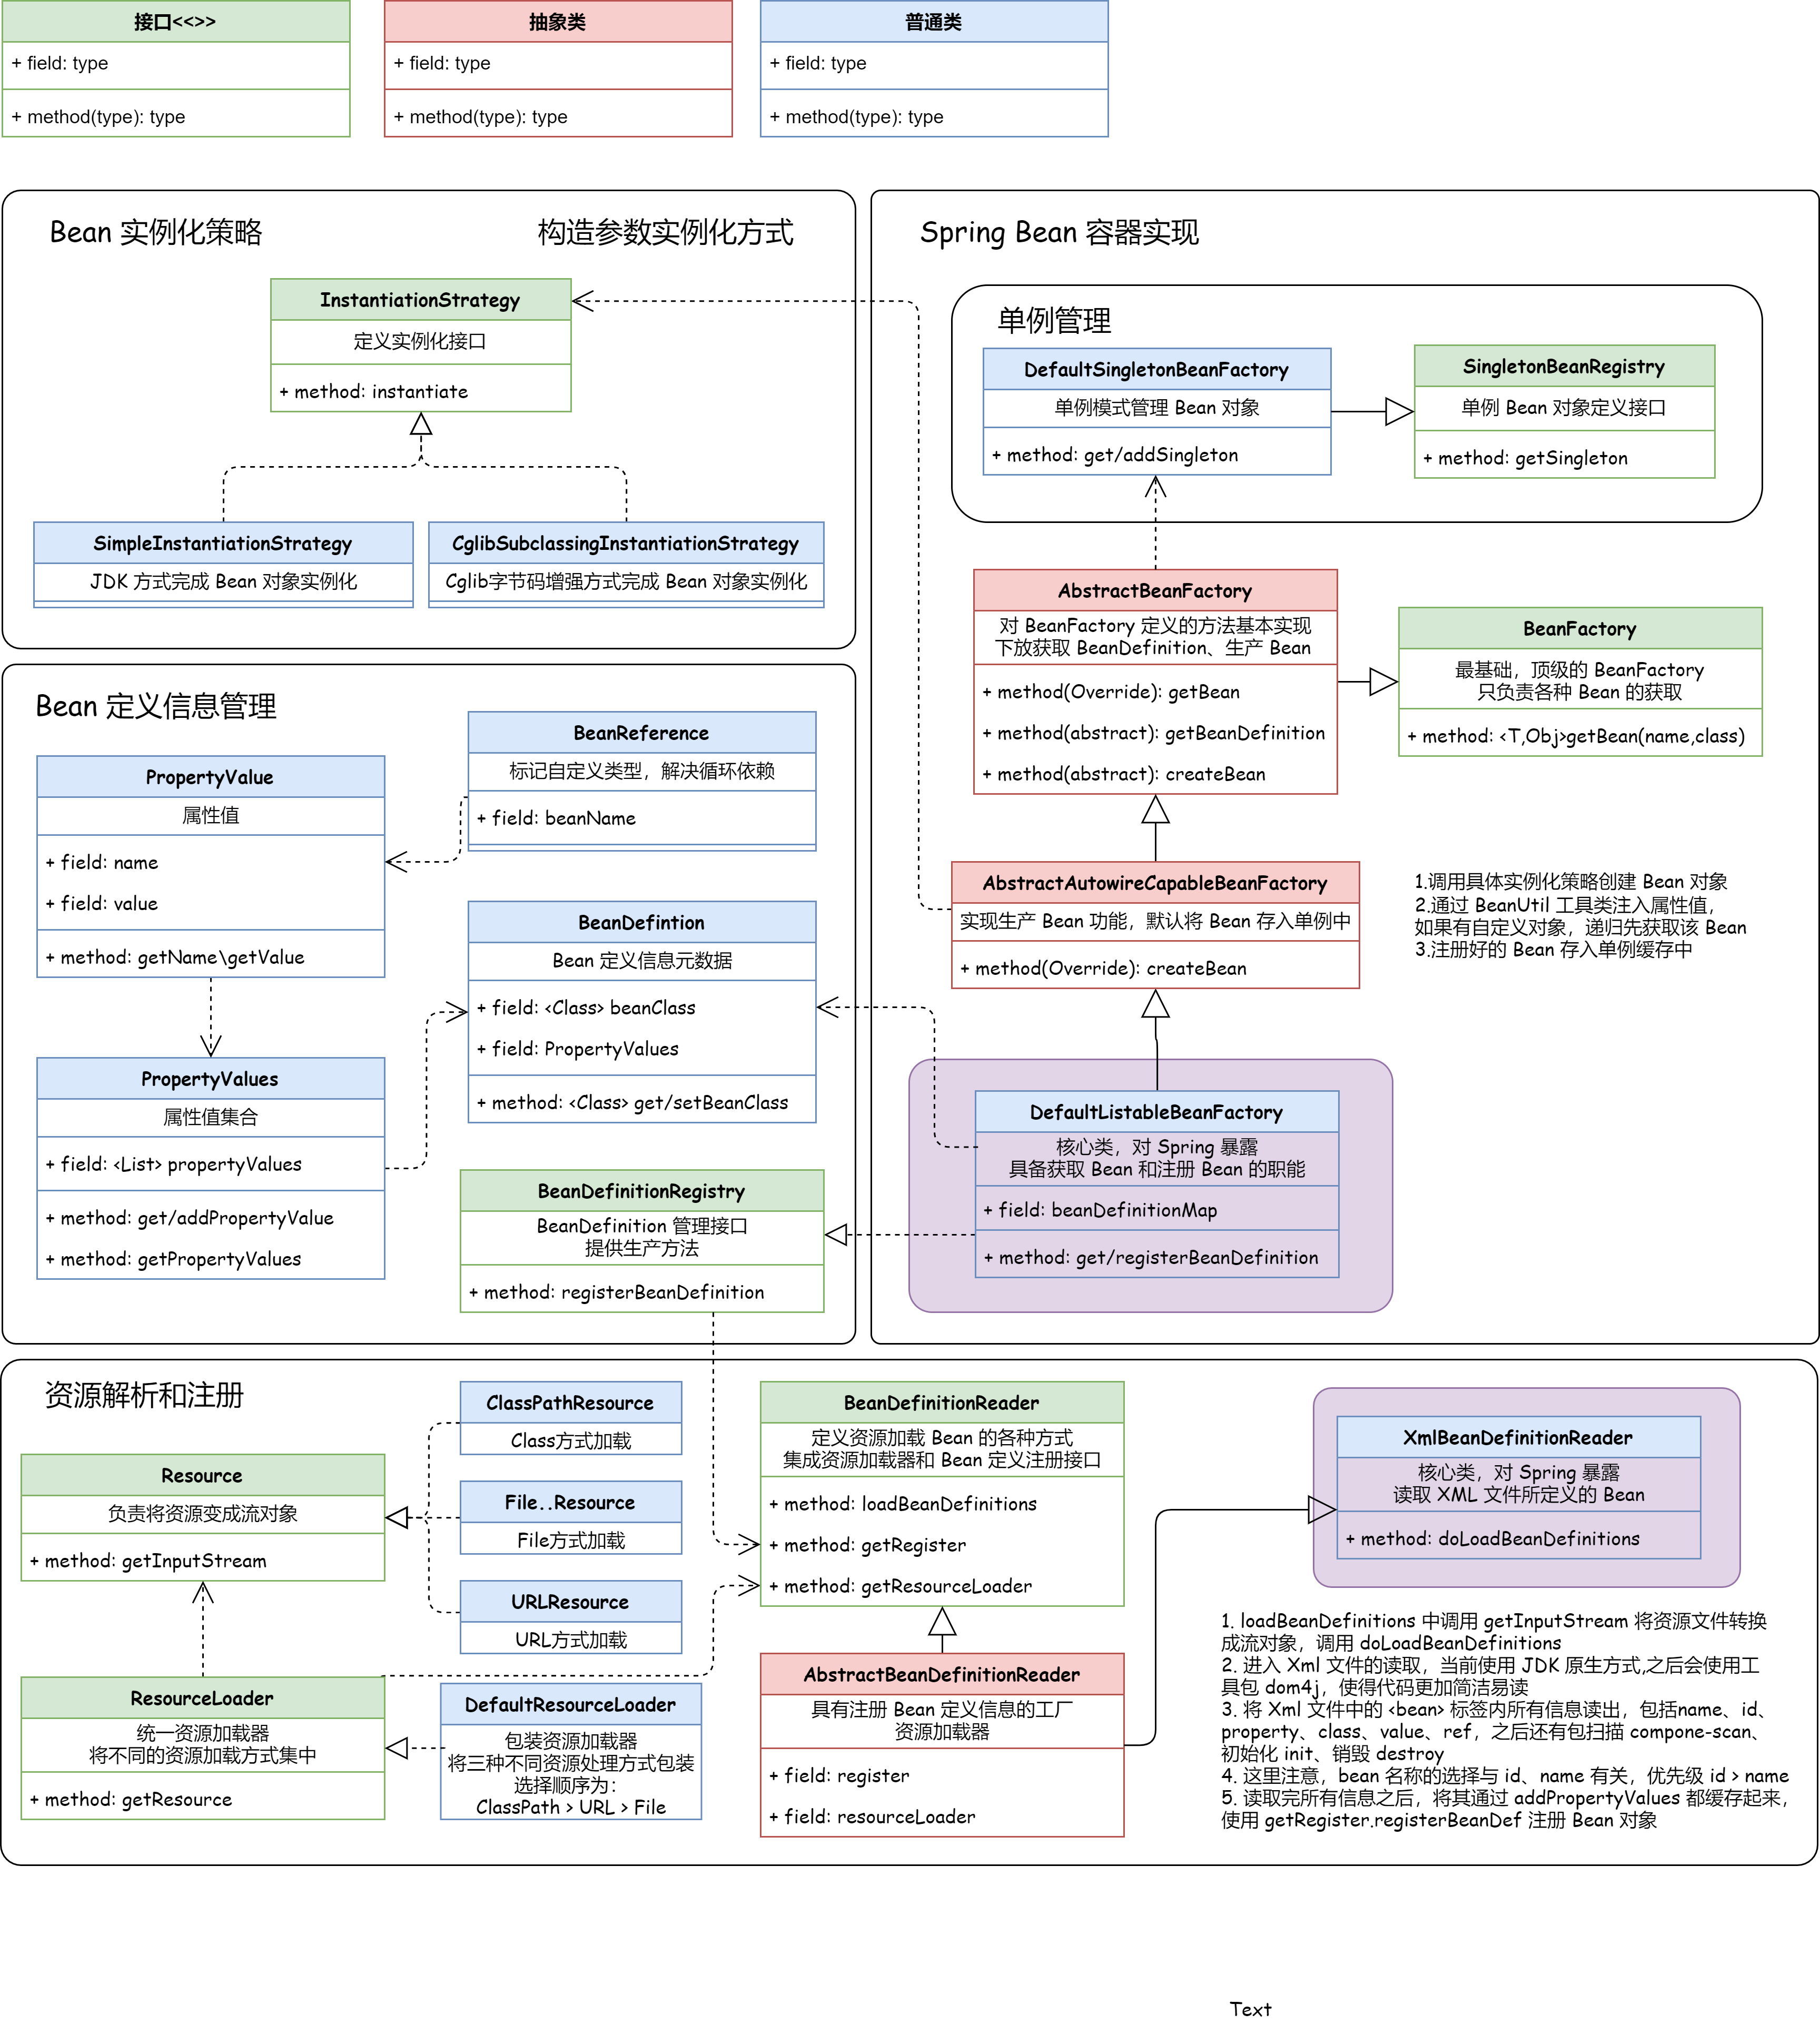 接口<<>>
+ field: type
+ method(type): type
抽象类
+ field: type
+ method(type): type
普通类
+ field: type
+ method(type): type
Bean 实例化策略
构造参数实例化方式
InstantiationStrategy
定义实例化接口
+ method: instantiate
SimpleInstantiationStrategy
JDK 方式完成 Bean 对象实例化
CglibSubclassingInstantiationStrategy
Cglib字节码增强方式完成 Bean 对象实例化
Spring Bean 容器实现
单例管理
DefaultSingletonBeanFactory
单例模式管理 Bean 对象
+ method: get/addSingleton
SingletonBeanRegistry
单例 Bean 对象定义接口
+ method: getSingleton
AbstractBeanFactory
对 BeanFactory 定义的方法基本实现
下放获取 BeanDefinition、生产 Bean
+ method(Override): getBean
+ method(abstract): getBeanDefinition
+ method(abstract): createBean
BeanFactory
最基础，顶级的 BeanFactory
只负责各种 Bean 的获取
+ method: <T,Obj>getBean(name,class)
AbstractAutowireCapableBeanFactory
实现生产 Bean 功能，默认将 Bean 存入单例中
+ method(Override): createBean
1.调用具体实例化策略创建 Bean 对象
2.通过 BeanUtil 工具类注入属性值，
如果有自定义对象，递归先获取该 Bean
3.注册好的 Bean 存入单例缓存中
DefaultListableBeanFactory
核心类，对 Spring 暴露
具备获取 Bean 和注册 Bean 的职能
+ field: beanDefinitionMap
+ method: get/registerBeanDefinition
Bean 定义信息管理
PropertyValue
属性值
+ field: name
+ field: value
+ method: getName\getValue
BeanReference
标记自定义类型，解决循环依赖
+ field: beanName
BeanDefintion
Bean 定义信息元数据
+ field: <Class> beanClass
+ field: PropertyValues
+ method: <Class> get/setBeanClass
PropertyValues
属性值集合
+ field: <List> propertyValues
+ method: get/addPropertyValue
+ method: getPropertyValues
BeanDefinitionRegistry
BeanDefinition 管理接口
提供生产方法
+ method: registerBeanDefinition
资源解析和注册
Resource
负责将资源变成流对象
+ method: getInputStream
ClassPathResource
Class方式加载
File..Resource
File方式加载
URLResource
URL方式加载
ResourceLoader
统一资源加载器
将不同的资源加载方式集中
+ method: getResource
DefaultResourceLoader
包装资源加载器
将三种不同资源处理方式包装
选择顺序为：
ClassPath > URL > File
BeanDefinitionReader
定义资源加载 Bean 的各种方式
集成资源加载器和 Bean 定义注册接口
+ method: loadBeanDefinitions
+ method: getRegister
+ method: getResourceLoader
AbstractBeanDefinitionReader
具有注册 Bean 定义信息的工厂
资源加载器
+ field: register
+ field: resourceLoader
XmlBeanDefinitionReader
核心类，对 Spring 暴露
读取 XML 文件所定义的 Bean
+ method: doLoadBeanDefinitions
1. loadBeanDefinitions 中调用 getInputStream 将资源文件转换
成流对象，调用 doLoadBeanDefinitions
2. 进入 Xml 文件的读取，当前使用 JDK 原生方式,之后会使用工
具包 dom4j，使得代码更加简洁易读
3. 将 Xml 文件中的 <bean> 标签内所有信息读出，包括name、id、
property、class、value、ref，之后还有包扫描 compone-scan、
初始化 init、销毁 destroy
4. 这里注意，bean 名称的选择与 id、name 有关，优先级 id > name
5. 读取完所有信息之后，将其通过 addPropertyValues 都缓存起来，
使用 getRegister.registerBeanDef 注册 Bean 对象
Text